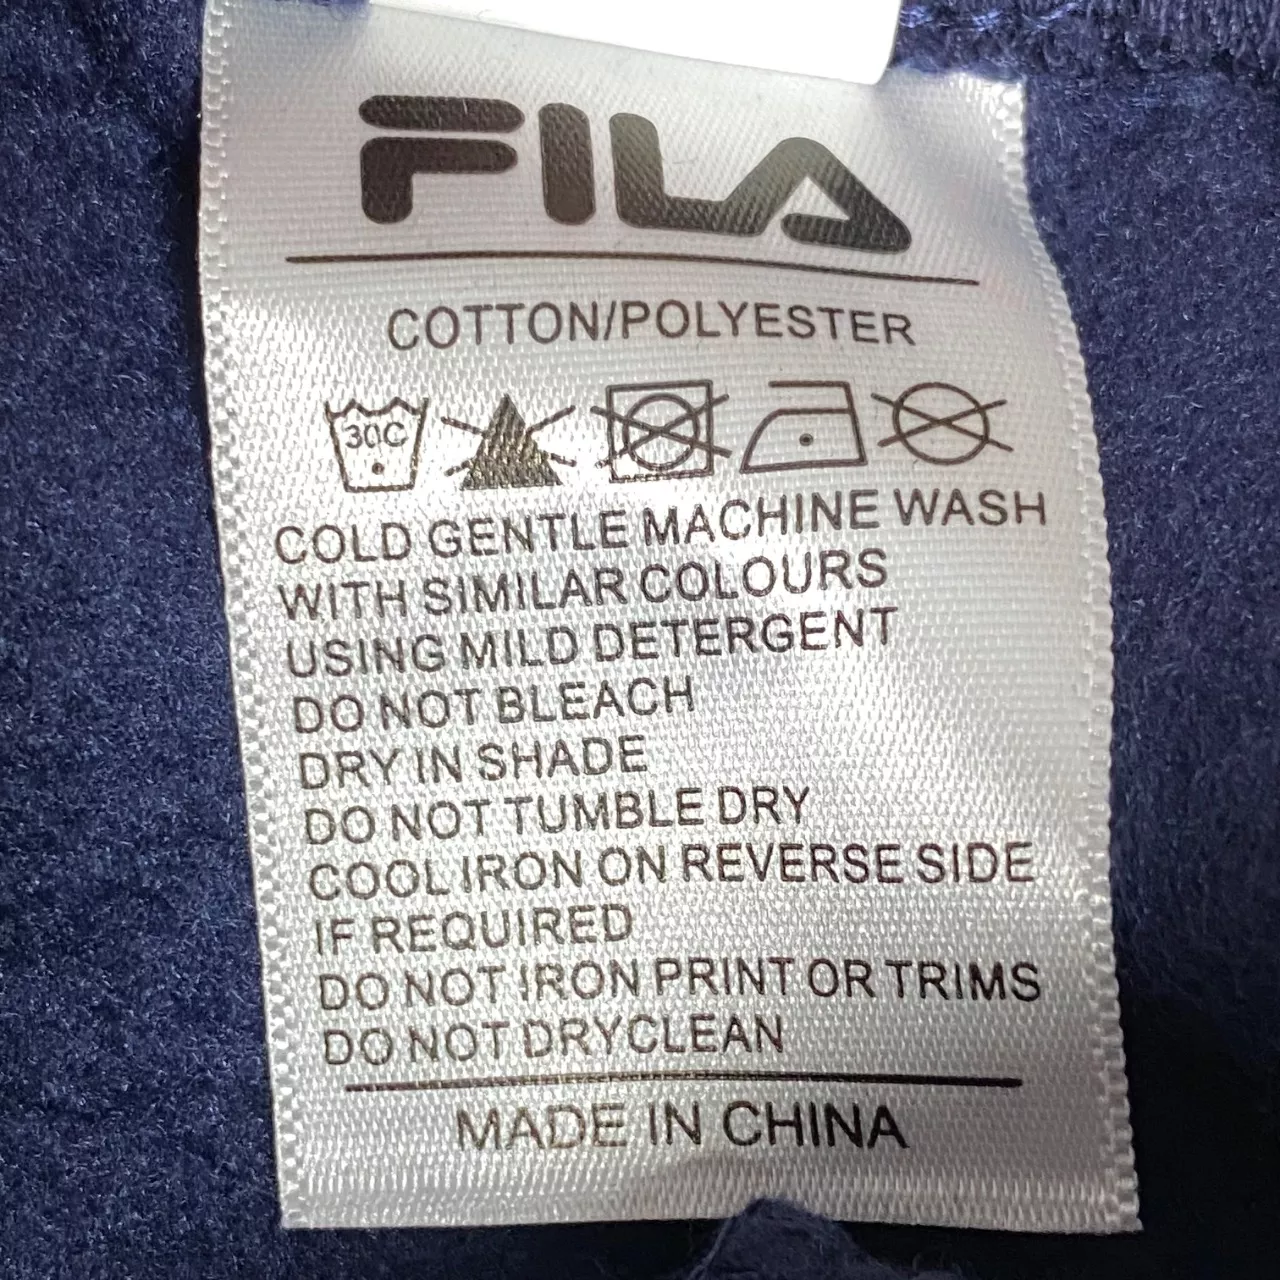 FILA
COTTON/POLYESTER
30C
COLD GENTLE MACHINE WASH
WITH SIMILAR COLOURS
USING MILD DETERGENT
DO NOT BLEACH
DRY IN SHADE
DO NOT TUMBLE DRY
COOL IRON ON REVERSE SIDE
IF REQUIRED
DO NOT IRON PRINT OR TRIMS
DO NOT DRYCLEAN
MADE IN CHINA